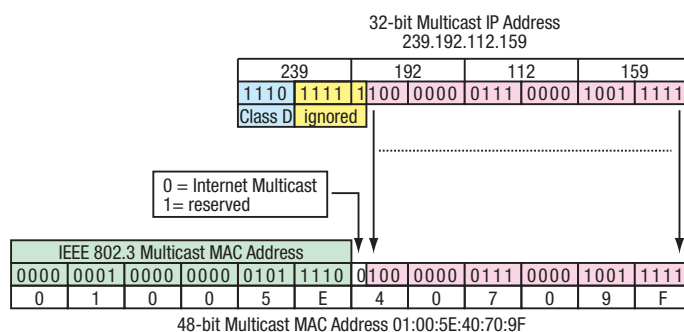 32-bit Multicast IP Address
239.192.112.159
239 192 112 159
1110 1111 1100 0000 0111 0000 1001 1111
Class D ignored
0 = Internet Multicast
1= reserved
IEEE 802.3 Multicast MAC Address
0000 0001 0000 0000 0101 1110 0100 0000 0111 0000 1001 1111
0 1 0 0 5 E 4 0 7 0 9 F
48-bit Multicast MAC Address 01:00:5E:40:70:9F